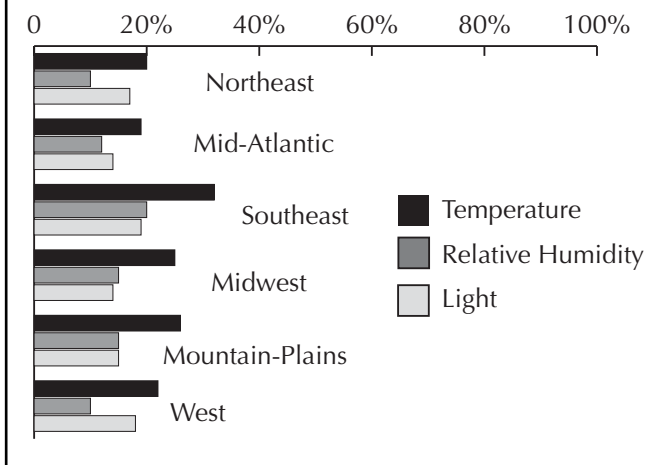 0 20% 40% 60% 80% 100%
Northeast
Mid-Atlantic
Southeast
Temperature
Relative Humidity
Midwest
Light
Mountain-Plains
West